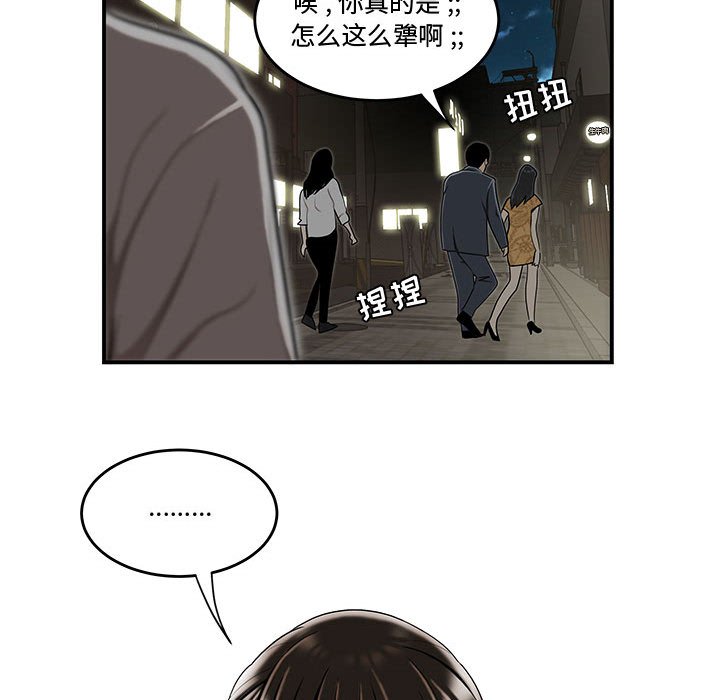 唉 , 你真的是 ;;
怎么这么犟啊 ;;
扭扭
捏捏
.........